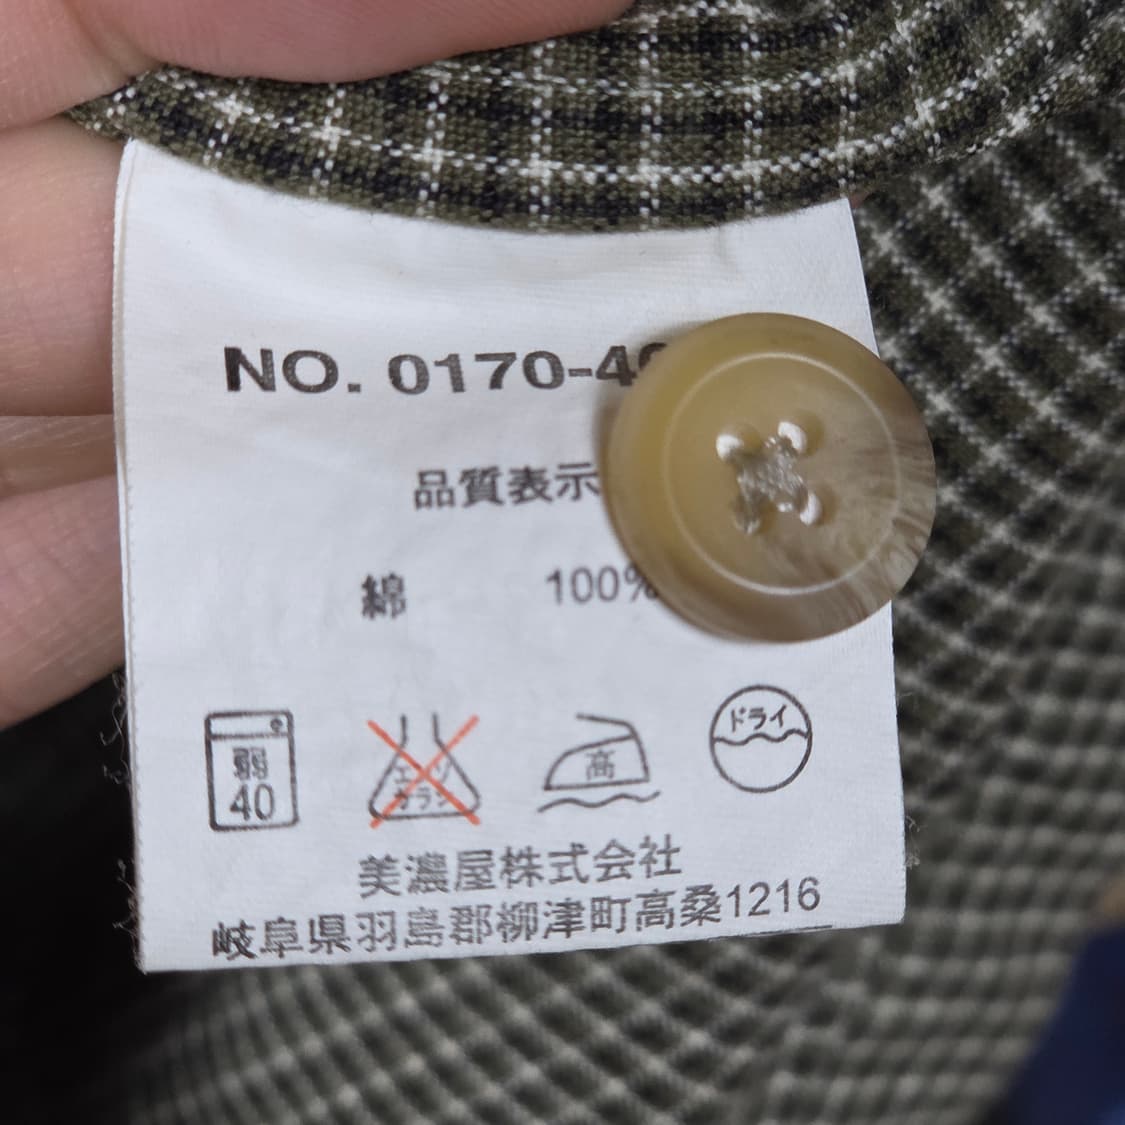 NO. 0170-4
品質表示
綿 100%
弱 40
高
ドライ
美濃屋株式会社
岐阜県羽島郡柳津町高桑1216